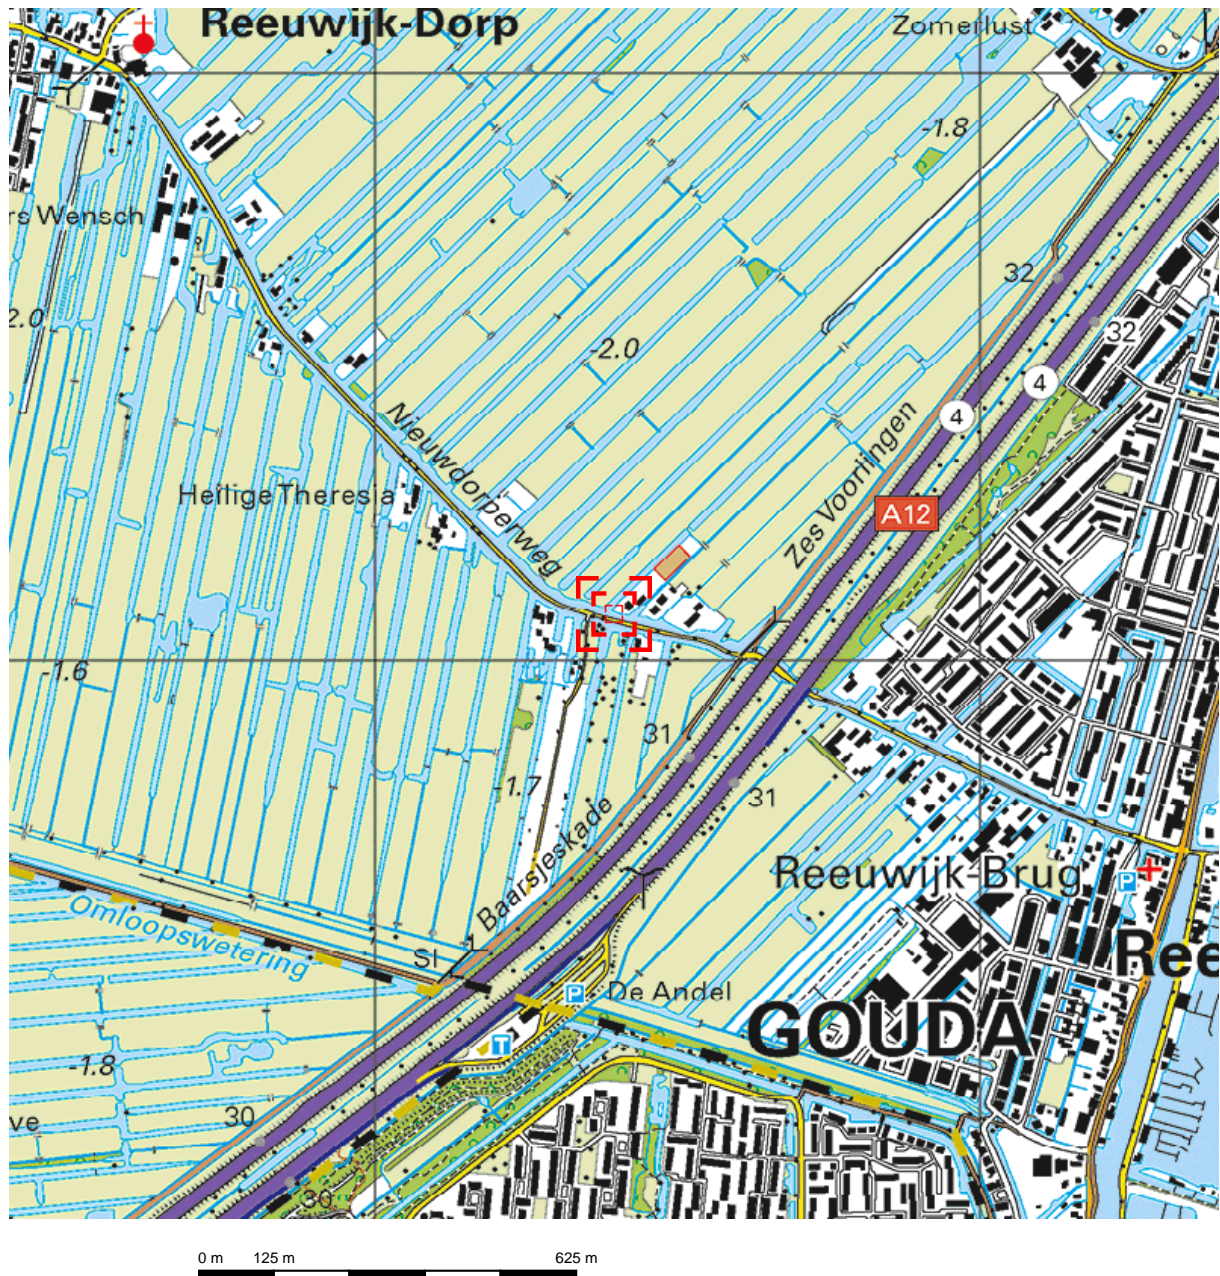 Reeuwijk-Dorp
Zomerlust
-1.8
rs Wensch
32
2.0
32
-2.0
4
4
Nieuwdorperweg
Zes Voorlingen
Heilige Theresia
A12
-1.6
31
-1.7
31
Baarsjeskade
Reeuwijk-Brug
P
Omloopswetering
Sl
Ree
P De Andel
GOUDA
T
-1.8
30
ve
30
0 m 125 m 625 m